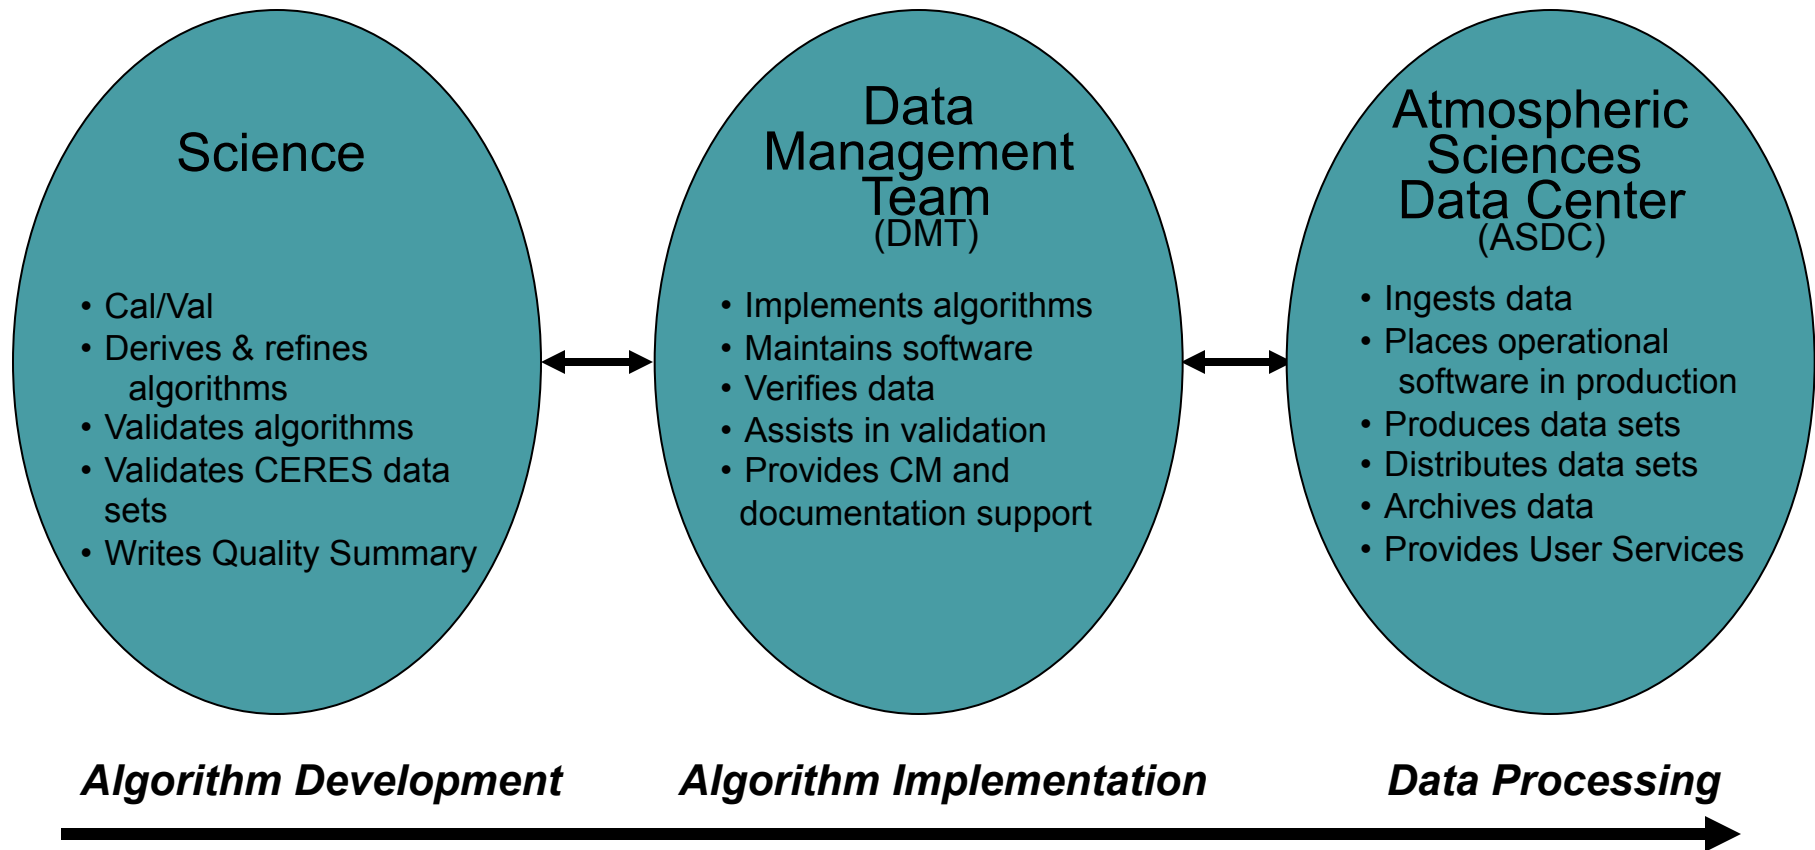 Science
• Cal/Val
• Derives & refines
algorithms
• Validates algorithms
• Validates CERES data
sets
• Writes Quality Summary
Data
Management
Team
(DMT)
• Implements algorithms
• Maintains software
• Verifies data
• Assists in validation
• Provides CM and
documentation support
Atmospheric
Sciences
Data Center
(ASDC)
• Ingests data
• Places operational
software in production
• Produces data sets
• Distributes data sets
• Archives data
• Provides User Services
Algorithm Development
Algorithm Implementation
Data Processing